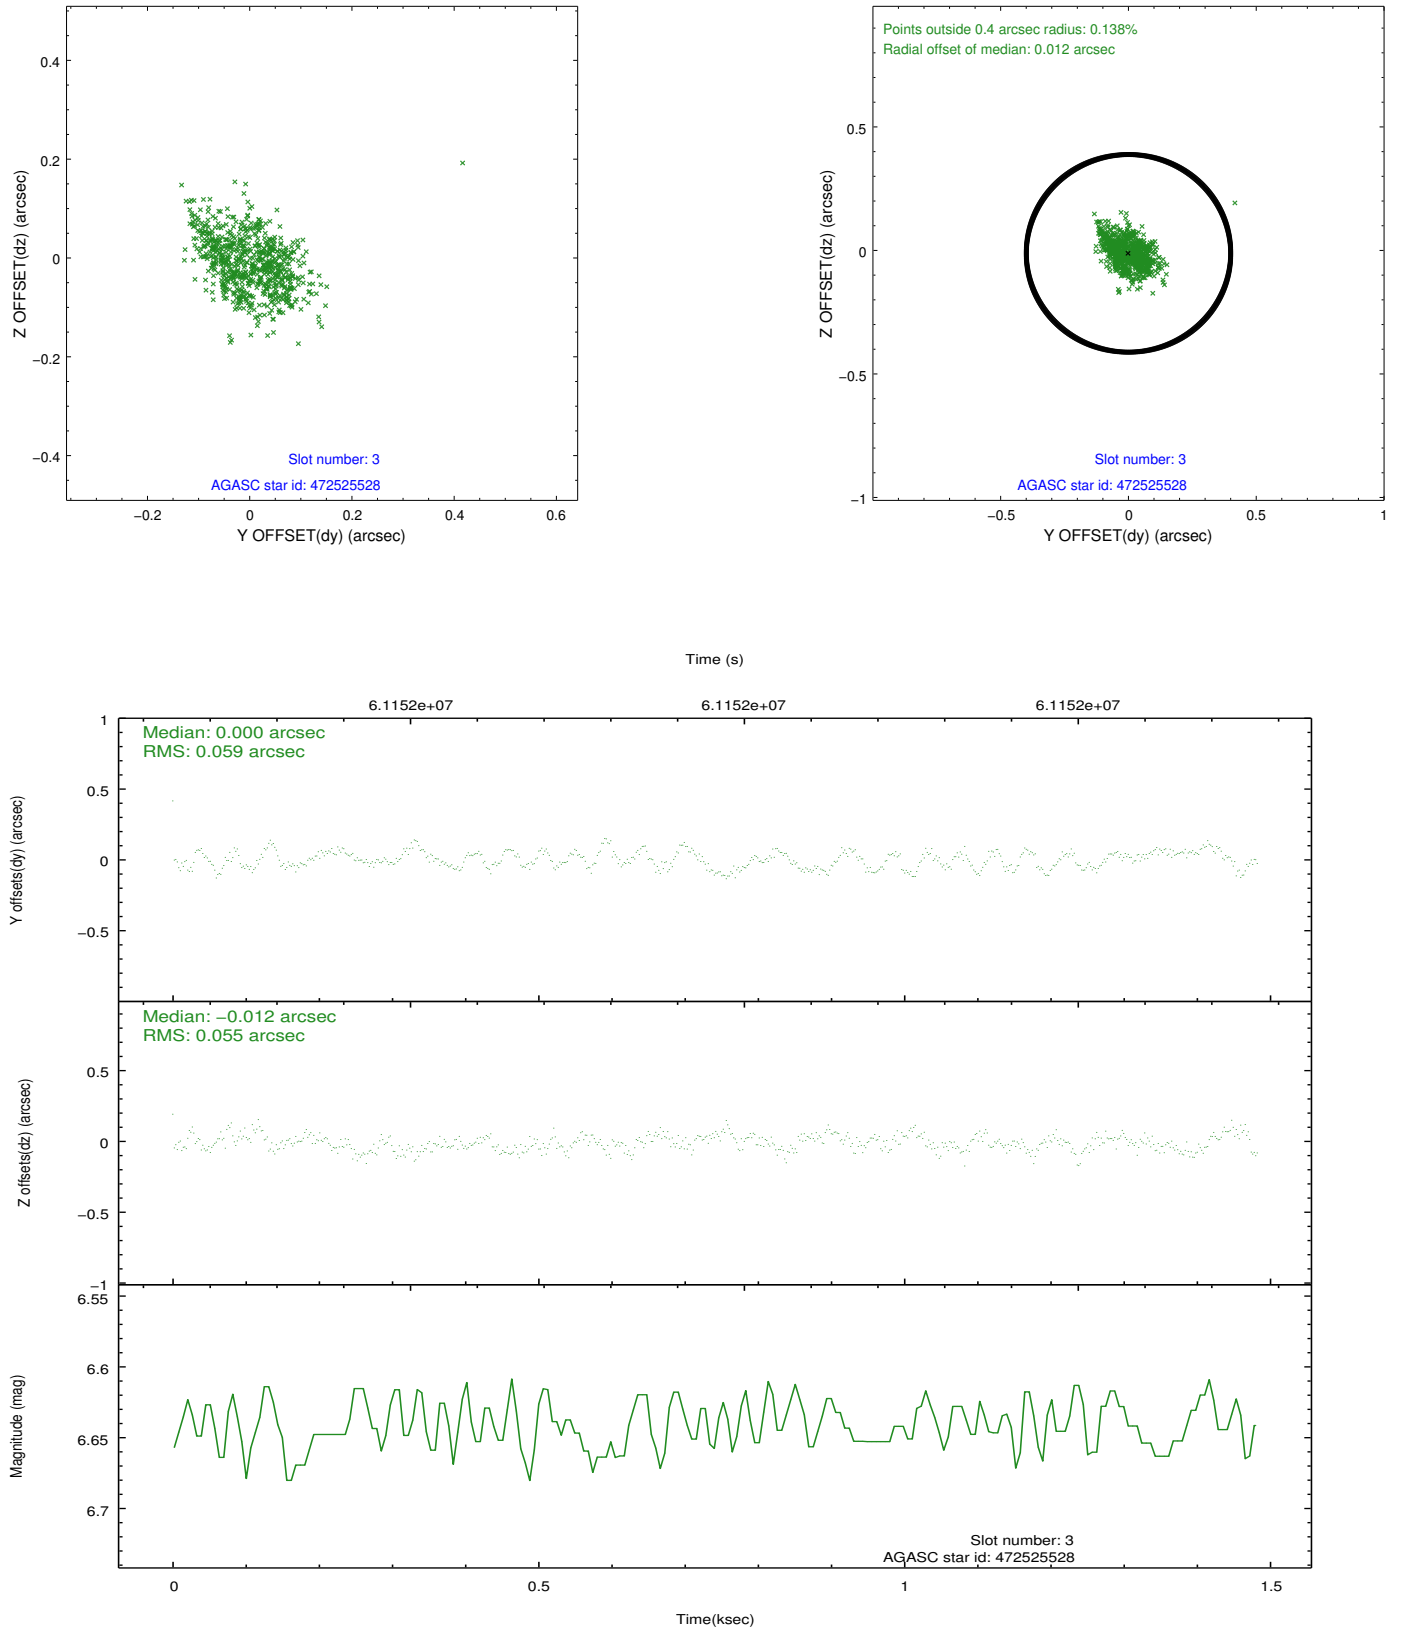 0.4
0.2
0
−0.2
−0.4
Z OFFSET(dz) (arcsec)
Slot number: 3
AGASC star id: 472525528
−0.2
0
0.2
0.4
0.6
Y OFFSET(dy) (arcsec)
Points outside 0.4 arcsec radius: 0.138%
Radial offset of median: 0.012 arcsec
0.5
0
−0.5
−1
Z OFFSET(dz) (arcsec)
Slot number: 3
AGASC star id: 472525528
−0.5
0
0.5
1
Y OFFSET(dy) (arcsec)
Time (s)
6.1152e+07
6.1152e+07
6.1152e+07
Median: 0.000 arcsec
RMS: 0.059 arcsec
1
0.5
0
−0.5
Y offsets(dy) (arcsec)
Median: −0.012 arcsec
RMS: 0.055 arcsec
0.5
0
−0.5
−1
Z offsets(dz) (arcsec)
6.55
6.6
6.65
6.7
Magnitude (mag)
Slot number: 3
AGASC star id: 472525528
0
0.5
1
1.5
Time(ksec)